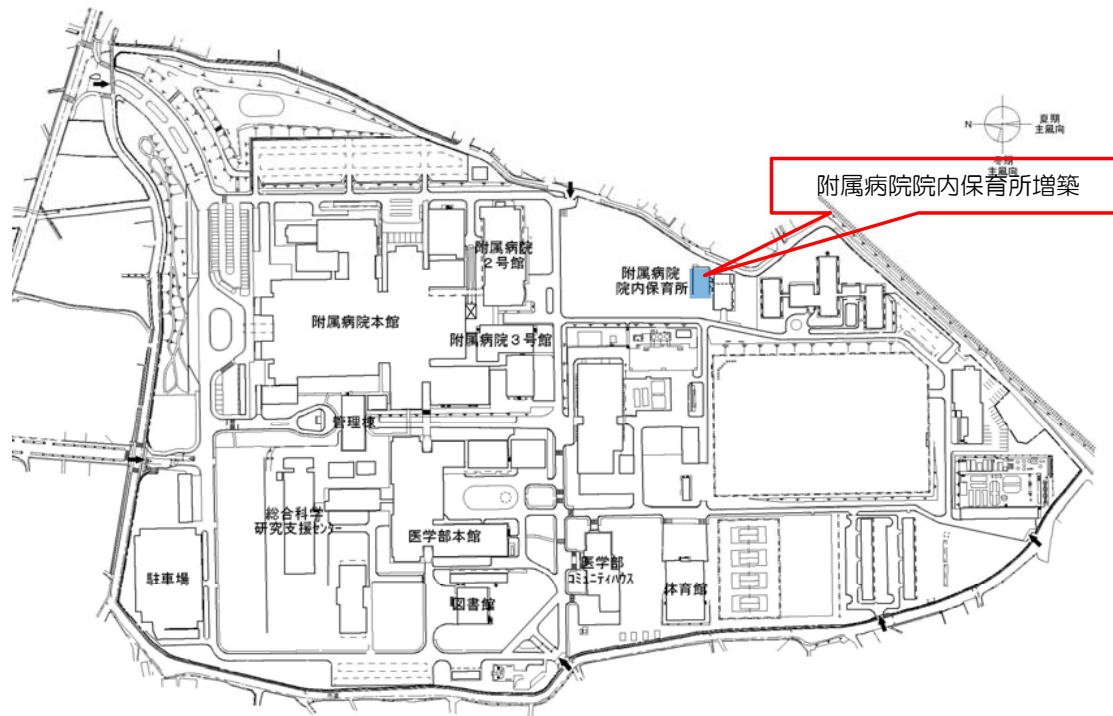 N
夏期
主風向
冬期
主風向
附属病院院内保育所増築
附属病院
2号館
附属病院
院内保育所
附属病院本館
附属病院3号館
管理棟
総合科学
研究支援センター
医学部本館
駐車場
図書館
医学部
コミュニティハウス
体育館